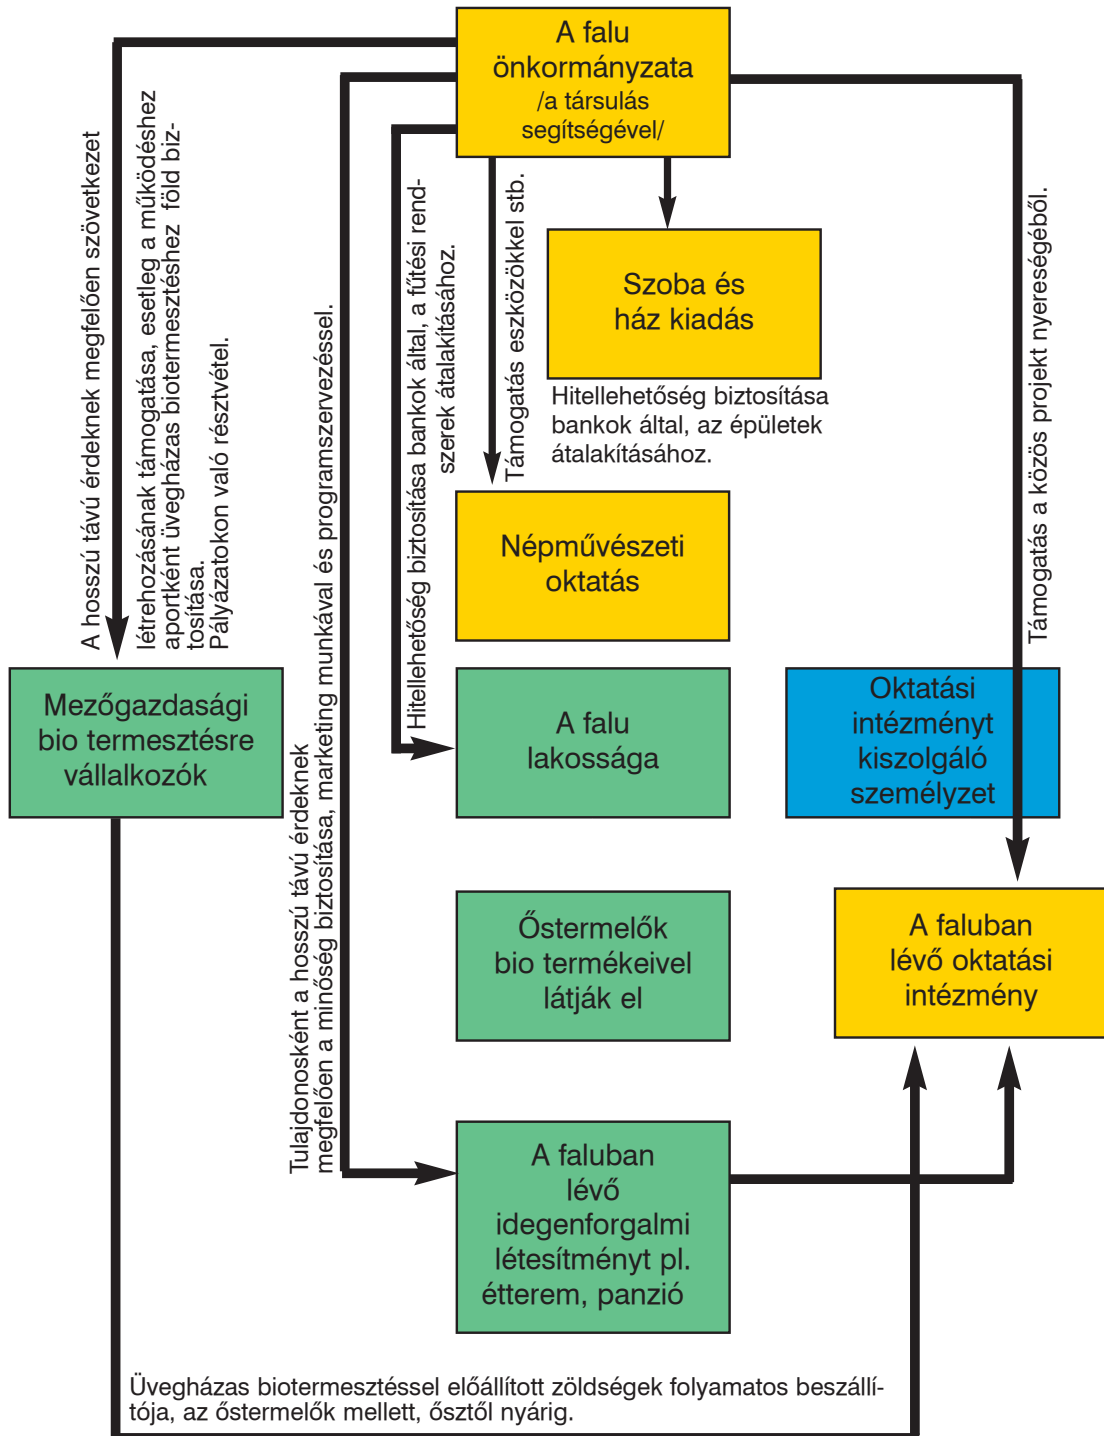 A falu
önkormányzata
/a társulás
segítségével/
A hosszú távú érdeknek megfelően szövetkezet
létrehozásának támogatása, esetleg a működéshez
aportként üvegházas biotermesztéshez föld biz-
tosítása.
Pályázatokon való résztvétel.
Tulajdonosként a hosszú távú érdeknek
megfelően a minőség biztosítása, marketing munkával és programszervezéssel.
Hitellehetőség biztosítása bankok által, a fűtési rend-
szerek átalakításához.
Támogatás eszközökkel stb.
Szoba és
ház kiadás
Hitellehetőség biztosítása
bankok által, az épületek
átalakításához.
Támogatás a közös projekt nyereségéből.
Népművészeti
oktatás
Mezőgazdasági
bio termesztésre
vállalkozók
A falu
lakossága
Oktatási
intézményt
kiszolgáló
személyzet
Őstermelők
bio termékeivel
látják el
A faluban
lévő oktatási
intézmény
A faluban
lévő
idegenforgalmi
létesítményt pl.
étterem, panzió
Üvegházas biotermesztéssel előállított zöldségek folyamatos beszállí-
tója, az őstermelők mellett, ősztől nyárig.